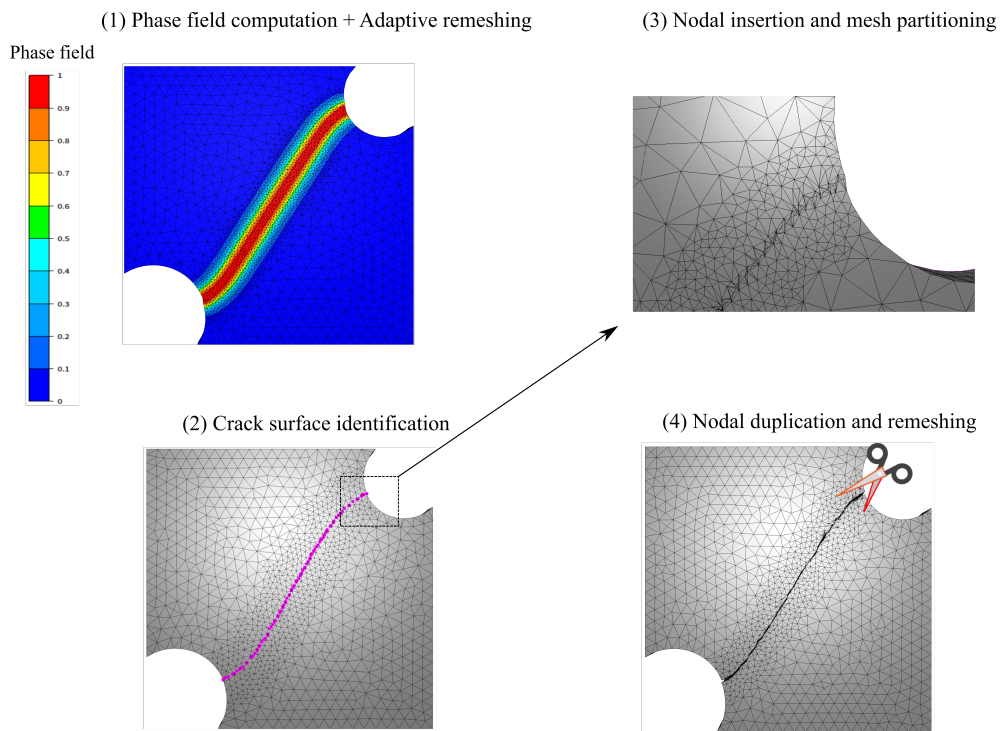 (1) Phase field computation + Adaptive remeshing
(3) Nodal insertion and mesh partitioning
Phase field
1
0.9
0.8
0.7
0.6
0.5
0.4
0.3
0.2
0.1
0
(2) Crack surface identification
(4) Nodal duplication and remeshing